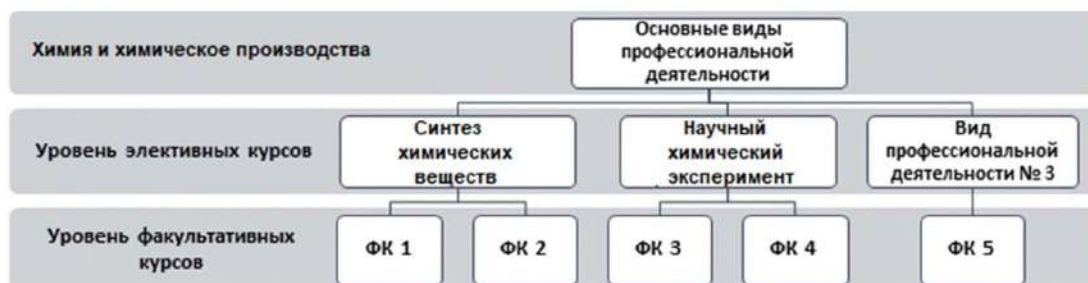 Химия и химическое производства
Основные виды
профессиональной
деятельности
Уровень элективных курсов
Синтез
химических
веществ
Научный
химический
эксперимент
Вид
профессиональной
деятельности № 3
Уровень факультативных
курсов
ФК 1
ФК 2
ФК 3
ФК 4
ФК 5